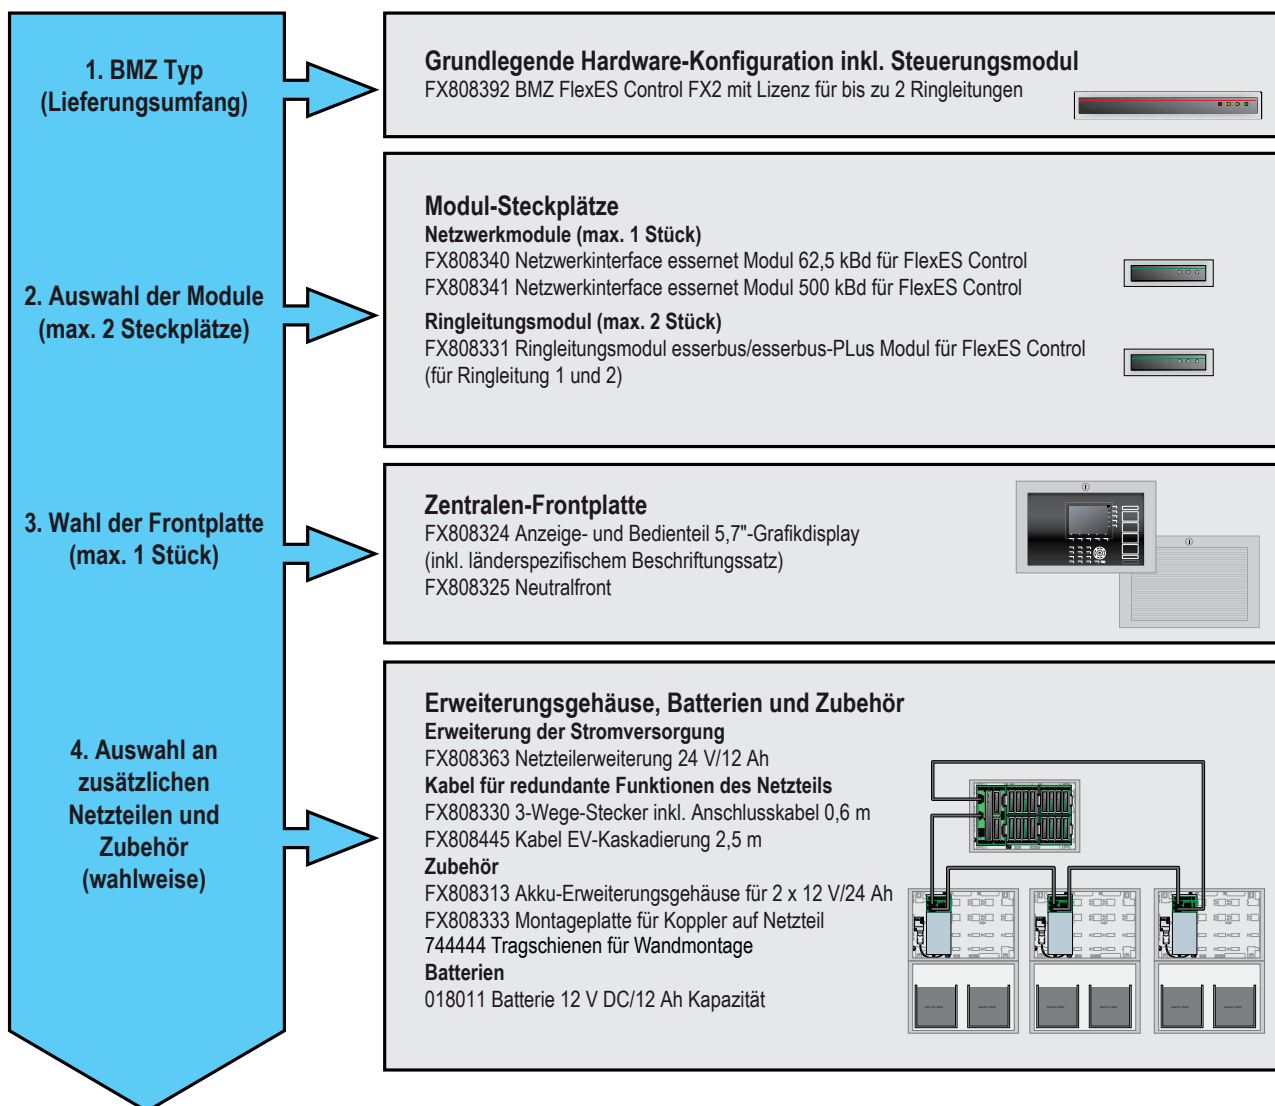 1. BMZ Typ
(Lieferungsumfang)
Grundlegende Hardware-Konfiguration inkl. Steuerungsmodul
FX808392 BMZ FlexES Control FX2 mit Lizenz für bis zu 2 Ringleitungen
2. Auswahl der Module
(max. 2 Steckplätze)
Modul-Steckplätze
Netzwerkmodule (max. 1 Stück)
FX808340 Netzwerkinterface essernet Modul 62,5 kBd für FlexES Control
FX808341 Netzwerkinterface essernet Modul 500 kBd für FlexES Control
Ringleitungsmodul (max. 2 Stück)
FX808331 Ringleitungsmodul esserbus/esserbus-PLus Modul für FlexES Control
(für Ringleitung 1 und 2)
3. Wahl der Frontplatte
(max. 1 Stück)
Zentralen-Frontplatte
FX808324 Anzeige- und Bedienteil 5,7"-Grafikdisplay
(inkl. länderspezifischem Beschriftungssatz)
FX808325 Neutralfront
4. Auswahl an
zusätzlichen
Netzteilen und
Zubehör
(wahlweise)
Erweiterungsgehäuse, Batterien und Zubehör
Erweiterung der Stromversorgung
FX808363 Netzteilerweiterung 24 V/12 Ah
Kabel für redundante Funktionen des Netzteils
FX808330 3-Wege-Stecker inkl. Anschlusskabel 0,6 m
FX808445 Kabel EV-Kaskadierung 2,5 m
Zubehör
FX808313 Akku-Erweiterungsgehäuse für 2 x 12 V/24 Ah
FX808333 Montageplatte für Koppler auf Netzteil
744444 Tragschienen für Wandmontage
Batterien
018011 Batterie 12 V DC/12 Ah Kapazität